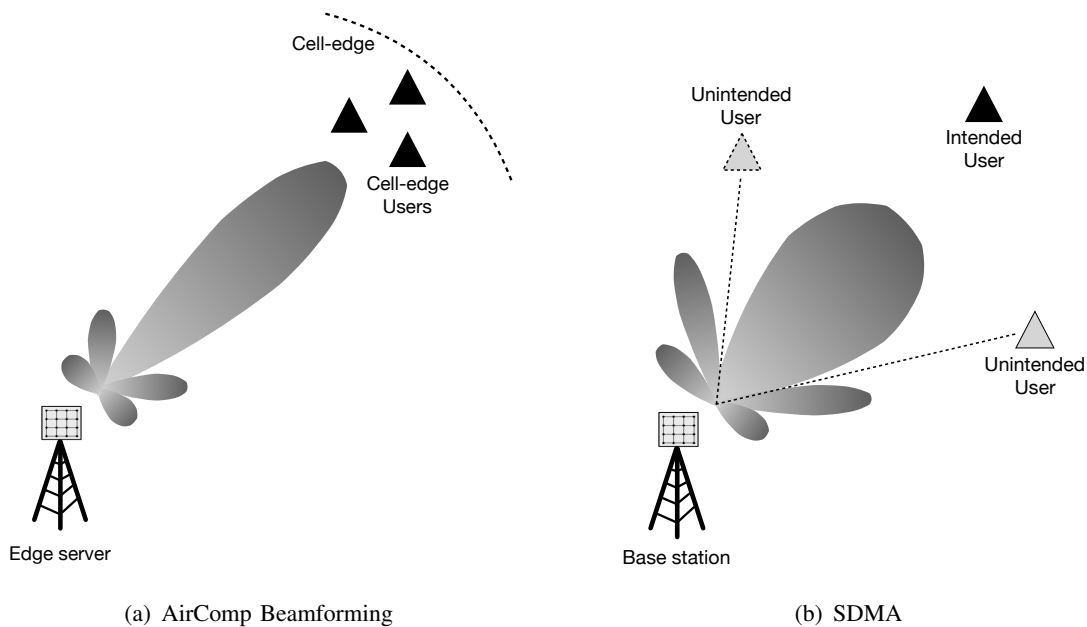 Cell-edge
Cell-edge
Users
Edge server
(a) AirComp Beamforming
Unintended
User
Intended
User
Unintended
User
Base station
(b) SDMA